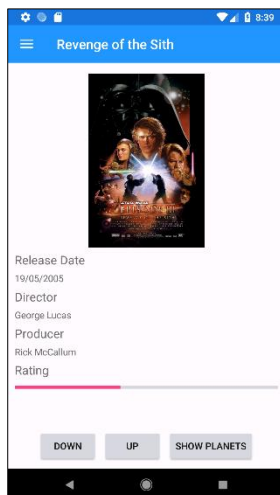 8:39
Revenge of the Sith
Release Date
19/05/2005
Director
George Lucas
Producer
Rick McCallum
Rating
DOWN UP SHOW PLANETS